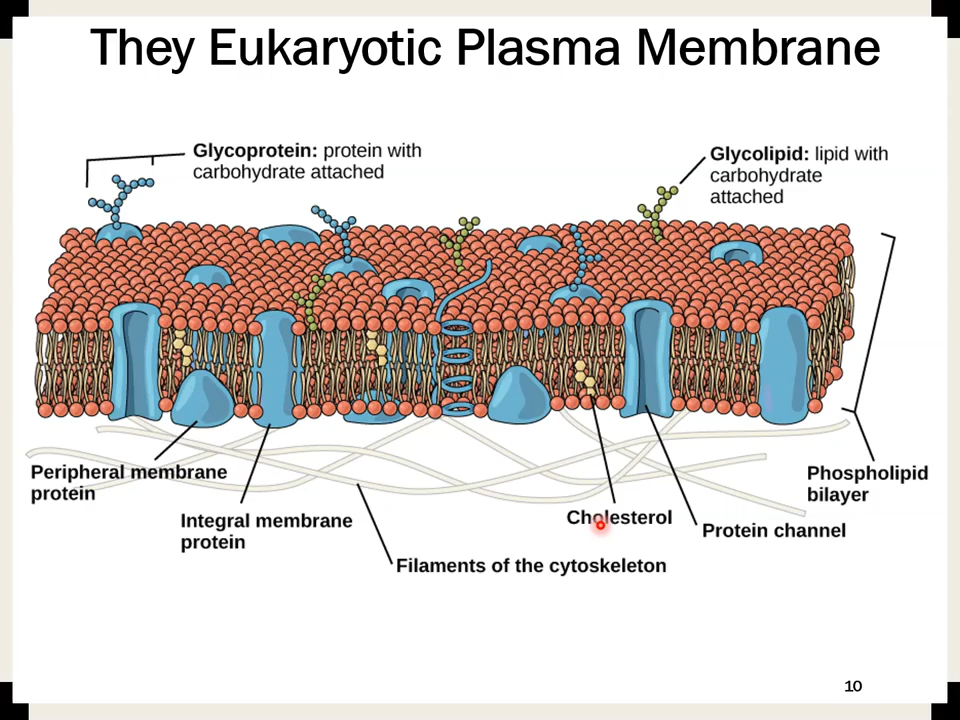 They Eukaryotic Plasma Membrane
Glycoprotein: protein with
carbohydrate attached
Glycolipid: lipid with
carbohydrate
attached
Peripheral membrane
protein
Integral membrane
protein
Filaments of the cytoskeleton
Cholesterol
Protein channel
Phospholipid
bilayer
10